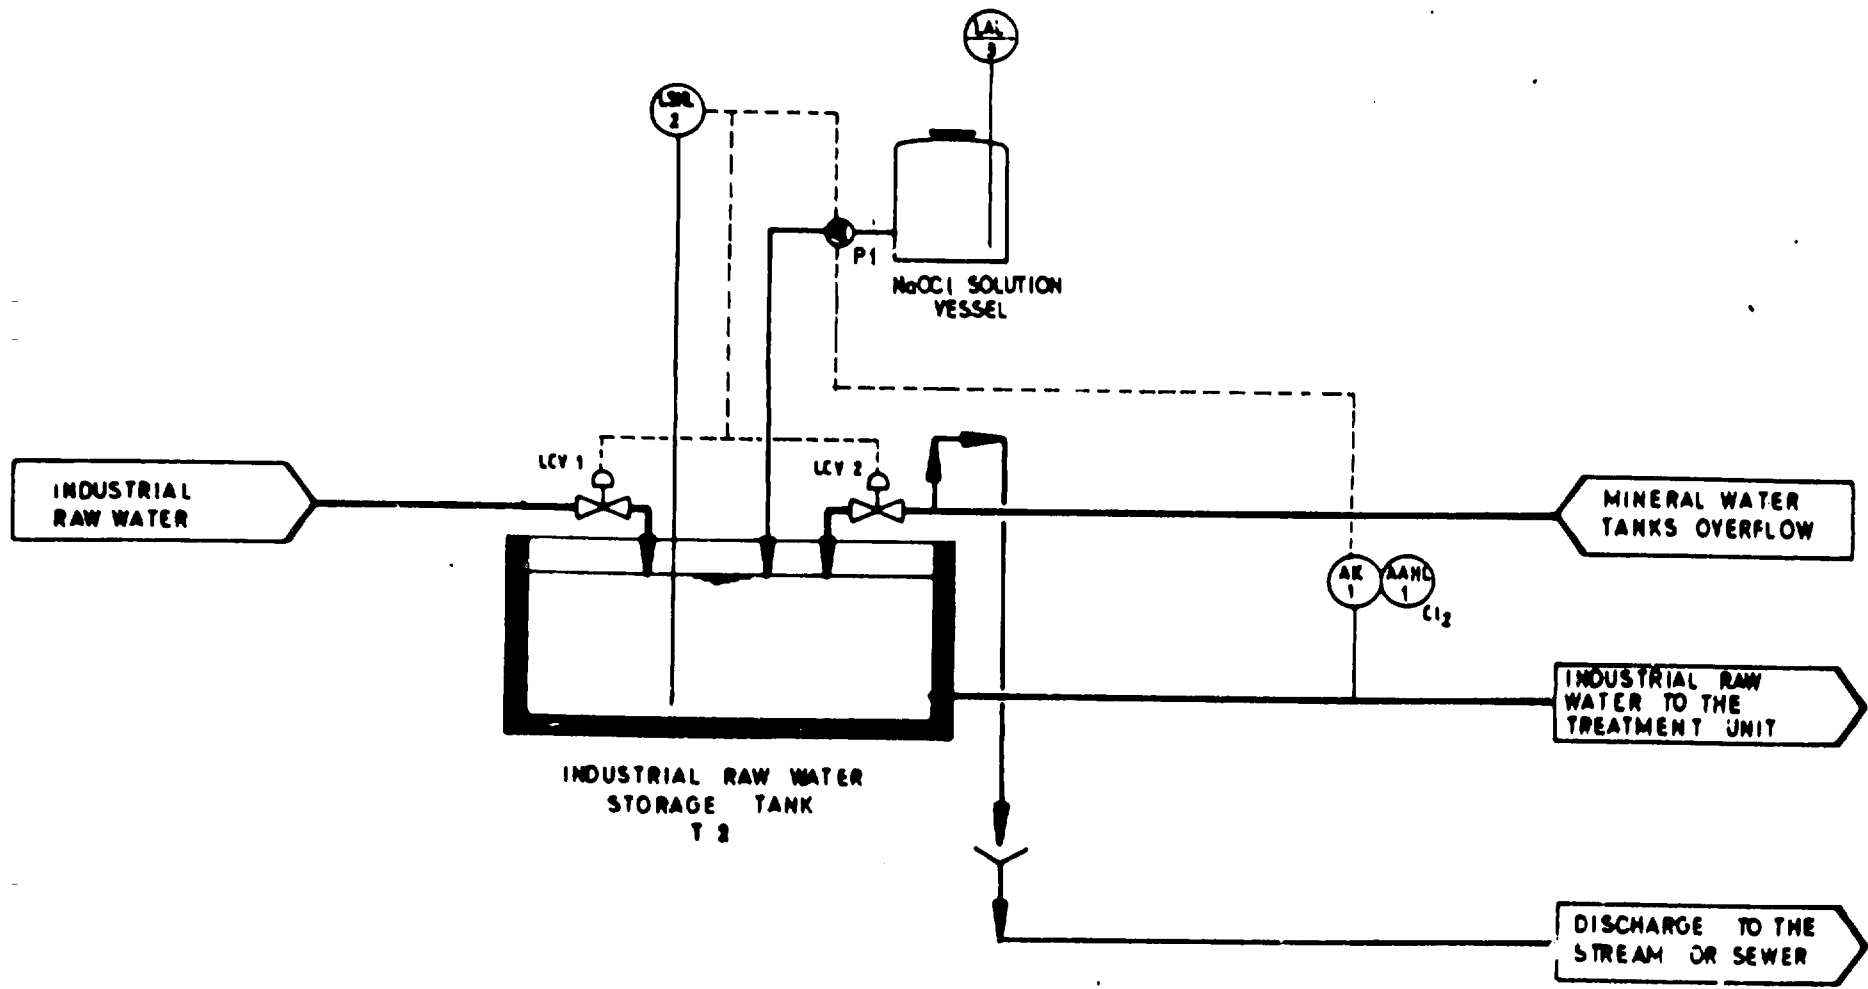 LAL
3
LSHL
2
P1
NaOCl SOLUTION
VESSEL
LCV 1
LCV 2
INDUSTRIAL
RAW WATER
MINERAL WATER
TANKS OVERFLOW
1
AAHL
1
Cl2
INDUSTRIAL RAW
WATER TO THE
TREATMENT UNIT
INDUSTRIAL RAW WATER
STORAGE TANK
T 2
DISCHARGE TO THE
STREAM OR SEWER